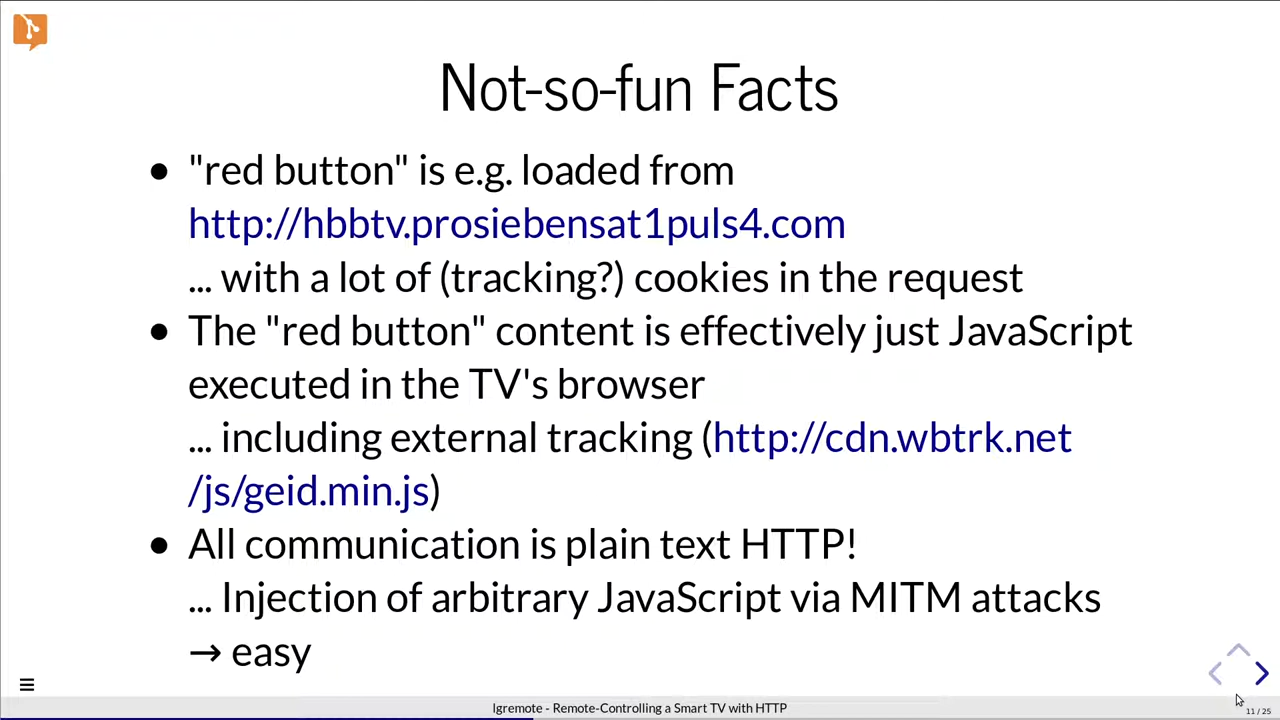 Not-so-fun Facts
● "red button" is e.g. loaded from
http://hbbtv.prosiebensat1puls4.com
... with a lot of (tracking?) cookies in the request
● The "red button" content is effectively just JavaScript
executed in the TV's browser
... including external tracking (http://cdn.wbtrk.net
/js/geid.min.js)
● All communication is plain text HTTP!
... Injection of arbitrary JavaScript via MITM attacks
→ easy
lgremote - Remote-Controlling a Smart TV with HTTP
11 / 25